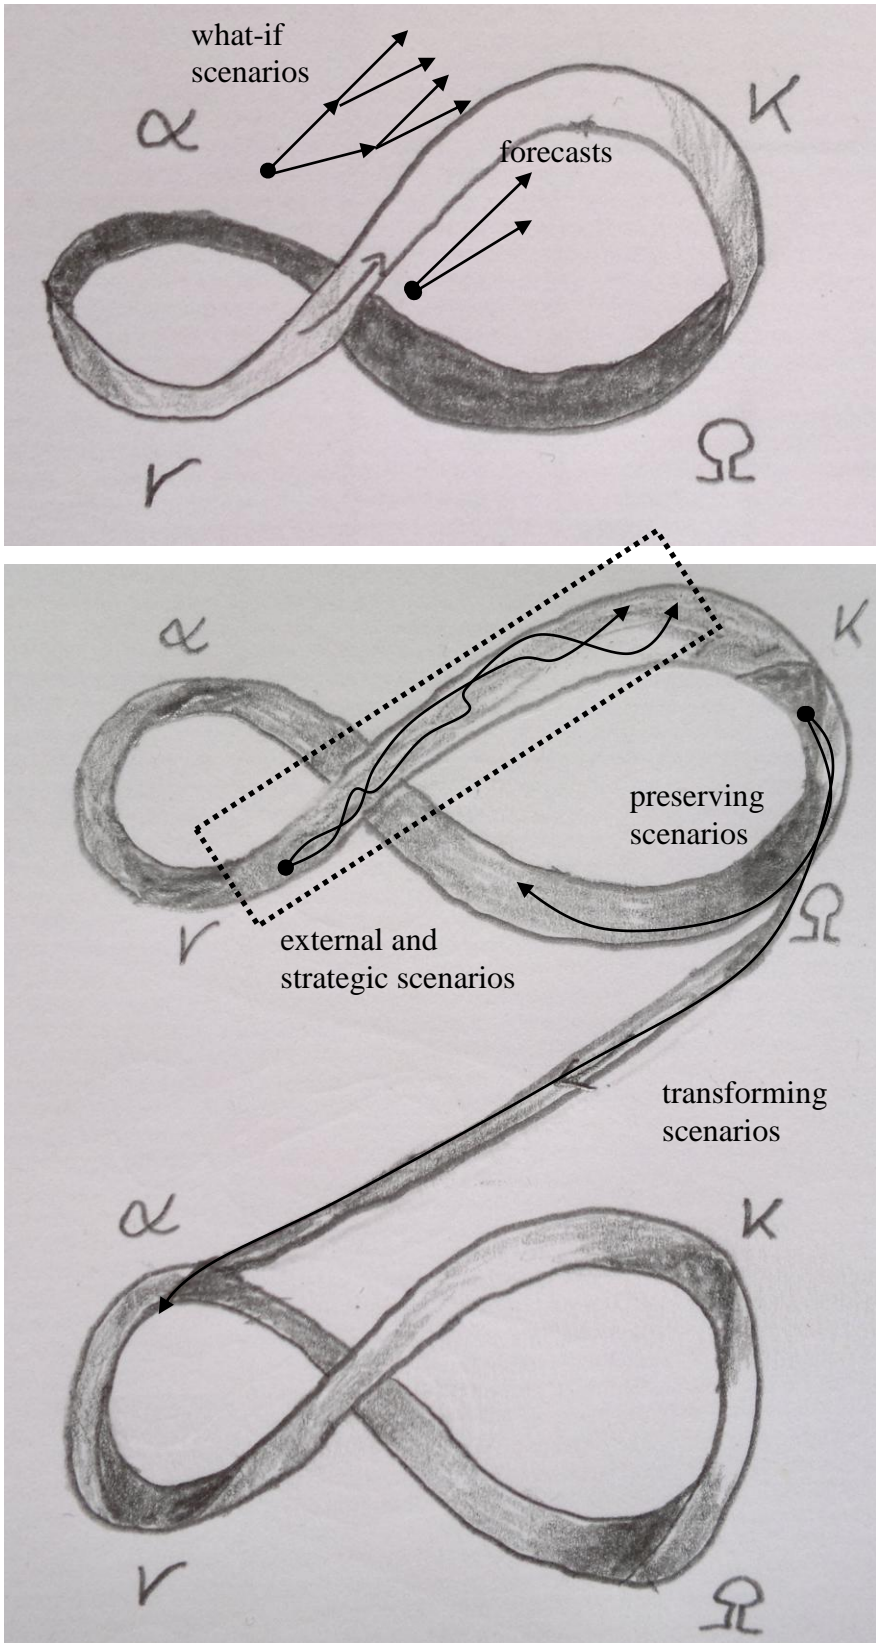 what-if
scenarios
α
K
forecasts
r
Ω
α
K
preserving
scenarios
Ω
r
external and
strategic scenarios
transforming
scenarios
α
K
r
Ω